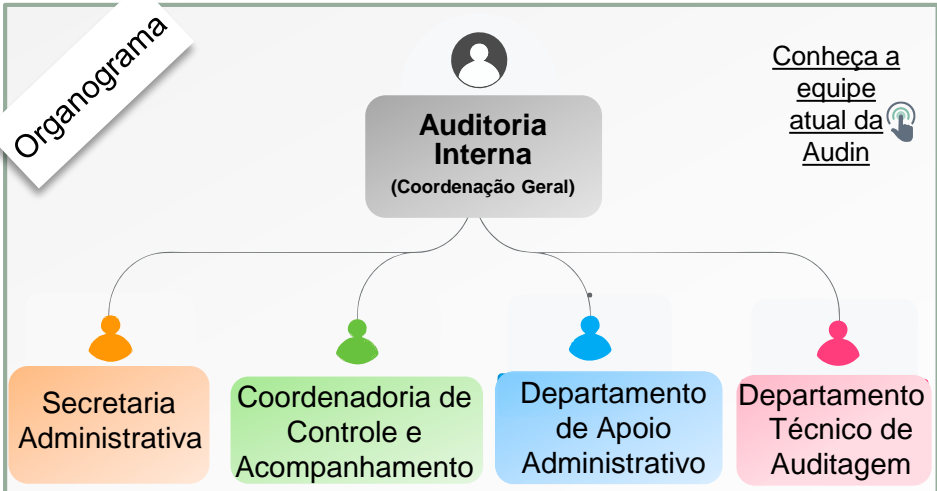 Organograma
Conheça a
equipe
atual da
Audin
Auditoria
Interna
(Coordenação Geral)
Secretaria
Administrativa
Coordenadoria de
Controle e
Acompanhamento
Departamento
de Apoio
Administrativo
Departamento
Técnico de
Auditagem